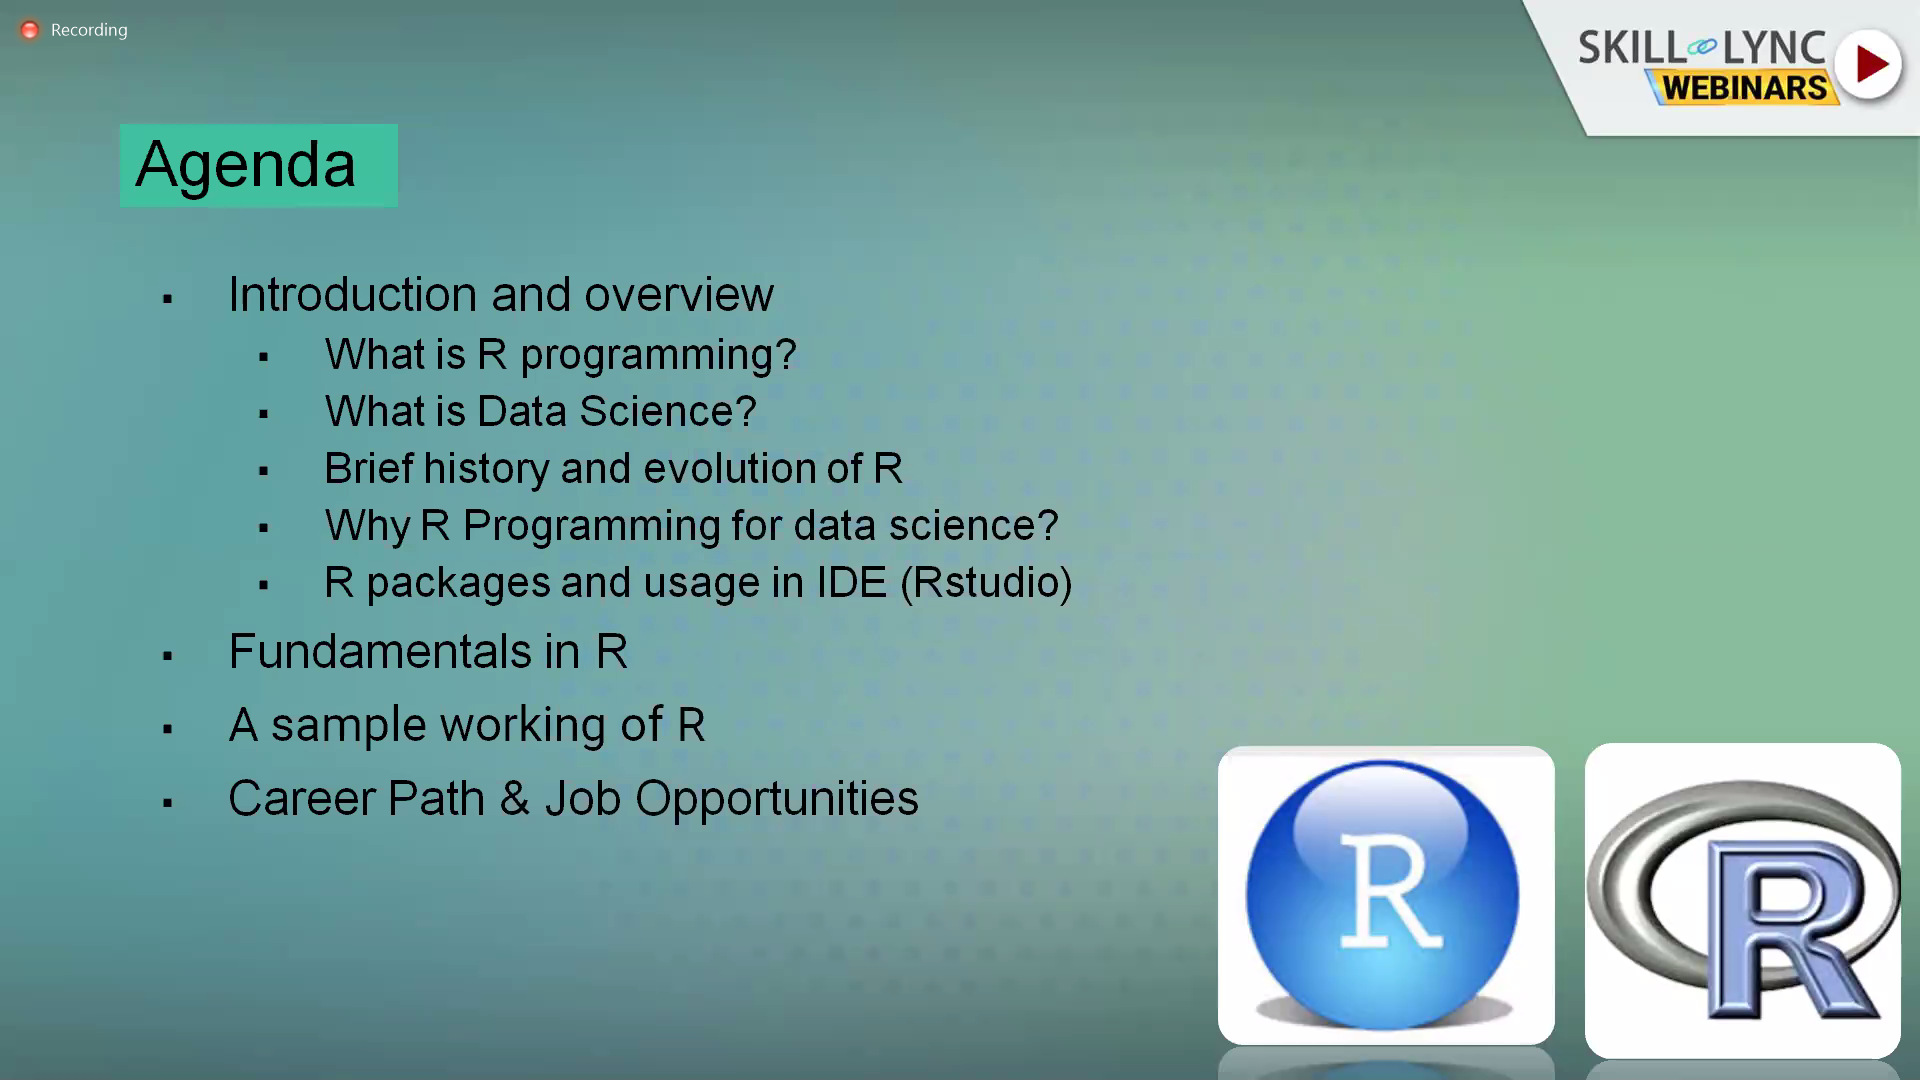 Recording
SKILL LYNC
WEBINARS
Agenda
▪ Introduction and overview
▪ What is R programming?
▪ What is Data Science?
▪ Brief history and evolution of R
▪ Why R Programming for data science?
▪ R packages and usage in IDE (Rstudio)
▪ Fundamentals in R
▪ A sample working of R
▪ Career Path & Job Opportunities
R
R